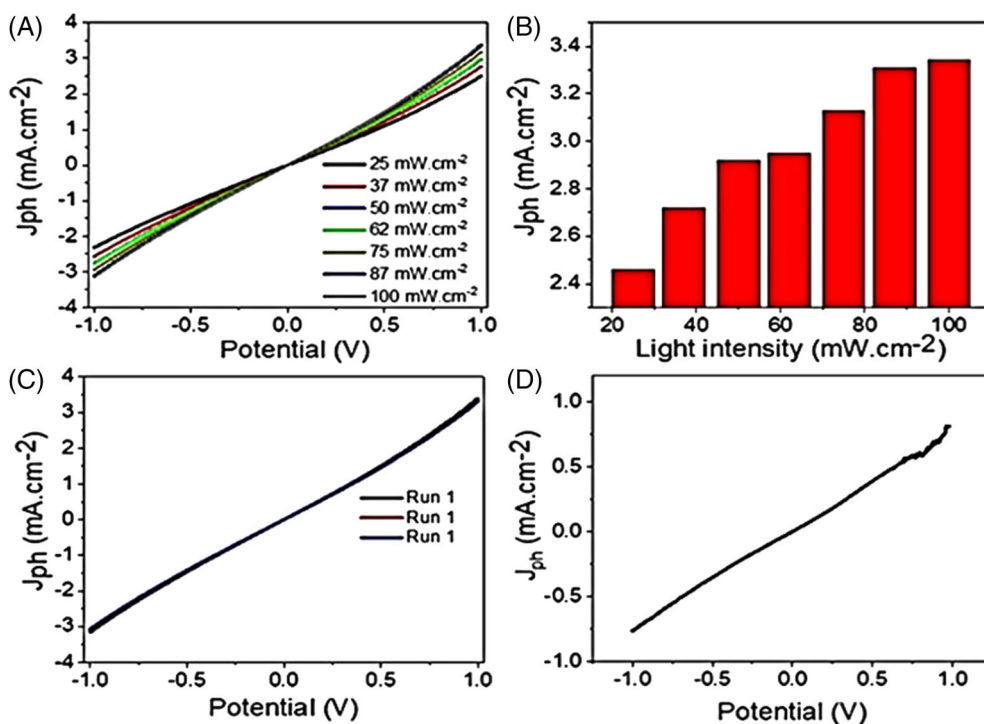 (A)
Jph (mA.cm-2)
4
3
2
1
0
-1
-2
-3
-4
25 mW.cm-2
37 mW.cm-2
50 mW.cm-2
62 mW.cm-2
75 mW.cm-2
87 mW.cm-2
100 mW.cm-2
-1.0 -0.5 0.0 0.5 1.0
Potential (V)
(B)
Jph (mA.cm-2)
3.4
3.2
3.0
2.8
2.6
2.4
20 40 60 80 100
Light intensity (mW.cm-2)
(C)
Jph (mA.cm-2)
4
3
2
1
0
-1
-2
-3
-4
Run 1
Run 1
Run 1
-1.0 -0.5 0.0 0.5 1.0
Potential (V)
(D)
Jph (mA.cm-2)
1.0
0.5
0.0
-0.5
-1.0
-1.0 -0.5 0.0 0.5 1.0
Potential (V)